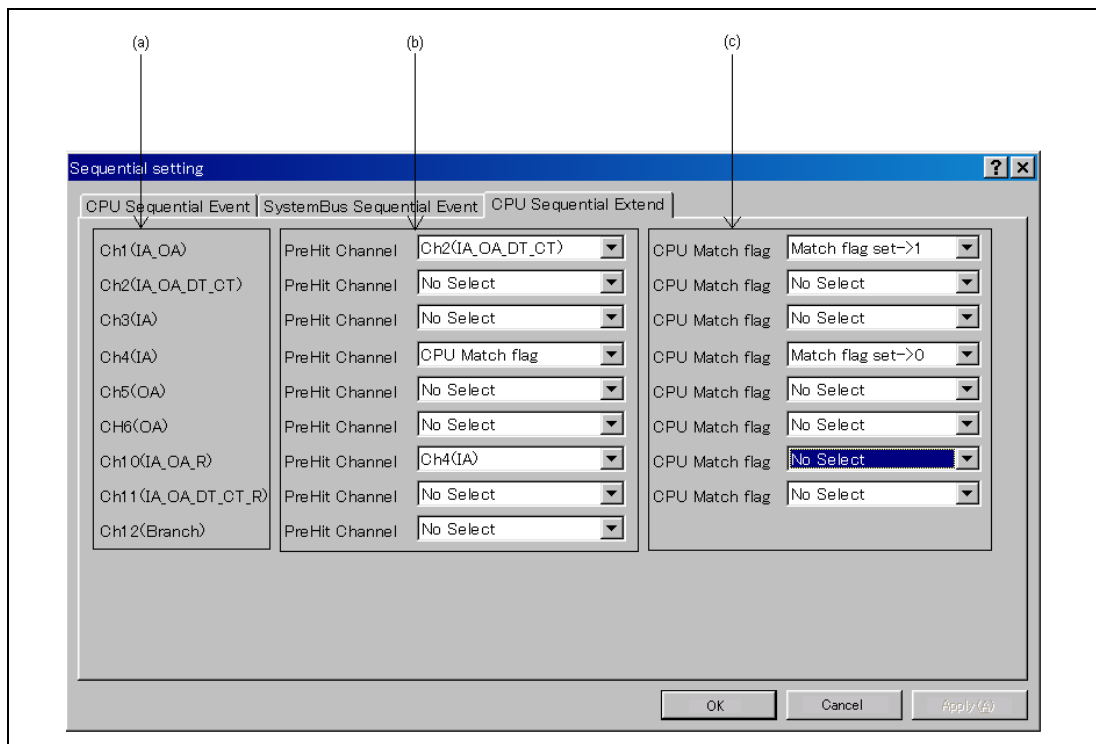 (a) (b) (c)
Sequential setting
CPU Sequential Event SystemBus Sequential Event CPU Sequential Extend
Ch1(IA_OA) PreHit Channel Ch2(IA_OA_DT_CT) CPU Match flag Match flag set->1
Ch2(IA_OA_DT_CT) PreHit Channel No Select CPU Match flag No Select
Ch3(IA) PreHit Channel No Select CPU Match flag No Select
Ch4(IA) PreHit Channel CPU Match flag CPU Match flag Match flag set->0
Ch5(OA) PreHit Channel No Select CPU Match flag No Select
CH6(OA) PreHit Channel No Select CPU Match flag No Select
Ch10(IA_OA_R) PreHit Channel Ch4(IA) CPU Match flag No Select
Ch11(IA_OA_DT_CT_R) PreHit Channel No Select CPU Match flag No Select
Ch12(Branch) PreHit Channel No Select
OK Cancel Apply(A)